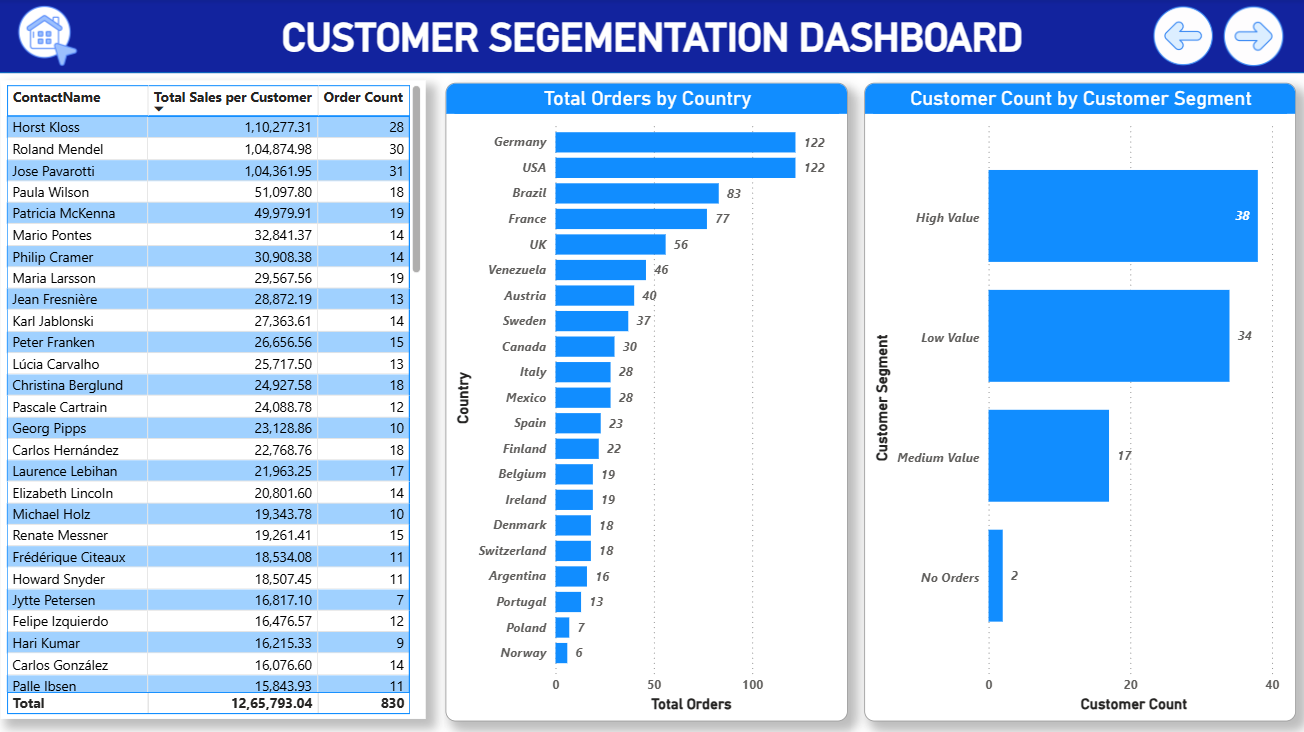 CUSTOMER SEGEMENTATION DASHBOARD
ContactName Total Sales per Customer Order Count
Horst Kloss 1,10,277.31 28
Roland Mendel 1,04,874.98 30
Jose Pavarotti 1,04,361.95 31
Paula Wilson 51,097.80 18
Patricia McKenna 49,979.91 19
Mario Pontes 32,841.37 14
Philip Cramer 30,908.38 14
Maria Larsson 29,567.56 19
Jean Fresnière 28,872.19 13
Karl Jablonski 27,363.61 14
Peter Franken 26,656.56 15
Lúcia Carvalho 25,717.50 13
Christina Berglund 24,927.58 18
Pascale Cartrain 24,088.78 12
Georg Pipps 23,128.86 10
Carlos Hernández 22,768.76 18
Laurence Lebihan 21,963.25 17
Elizabeth Lincoln 20,801.60 14
Michael Holz 19,343.78 10
Renate Messner 19,261.41 15
Frédérique Citeaux 18,534.08 11
Howard Snyder 18,507.45 11
Jytte Petersen 16,817.10 7
Felipe Izquierdo 16,476.57 12
Hari Kumar 16,215.33 9
Carlos González 16,076.60 14
Palle Ibsen 15,843.93 11
Total 12,65,793.04 830
Total Orders by Country
Country
Germany 122
USA 122
Brazil 83
France 77
UK 56
Venezuela 46
Austria 40
Sweden 37
Canada 30
Italy 28
Mexico 28
Spain 23
Finland 22
Belgium 19
Ireland 19
Denmark 18
Switzerland 18
Argentina 16
Portugal 13
Poland 7
Norway 6
0 50 100
Total Orders
Customer Count by Customer Segment
Customer Segment
High Value 38
Low Value 34
Medium Value 17
No Orders 2
0 20 40
Customer Count